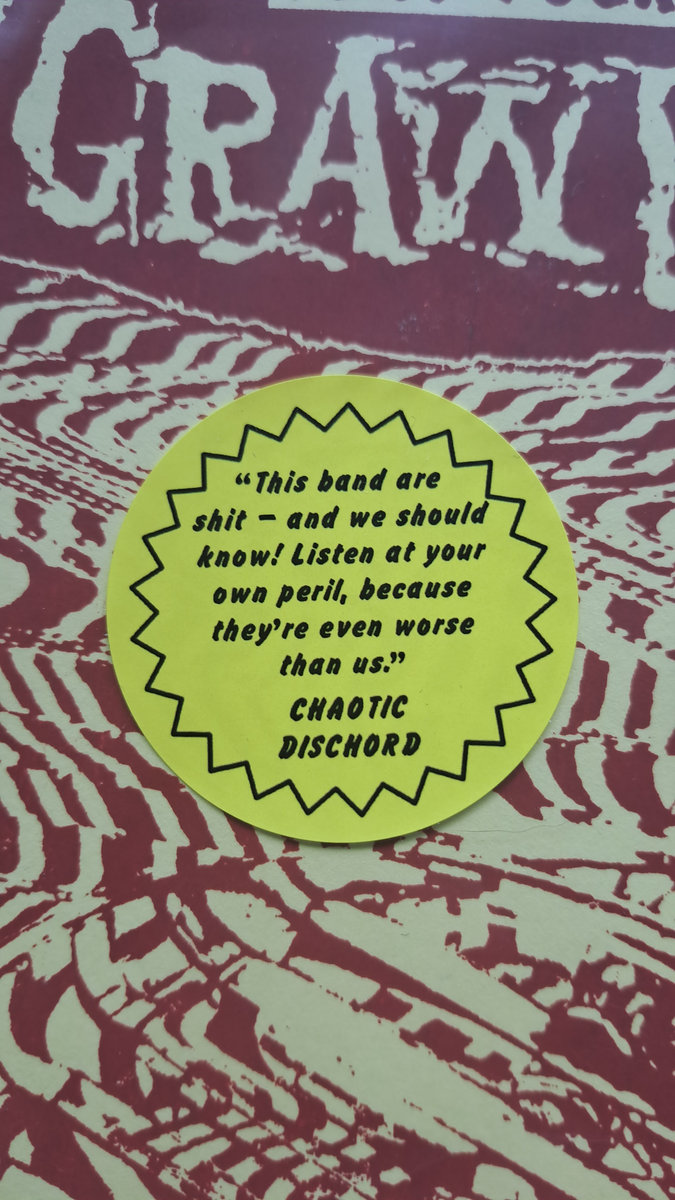 GRAW
“This band are
shit – and we should
know! Listen at your
own peril, because
they’re even worse
than us.”
CHAOTIC
DISCHORD